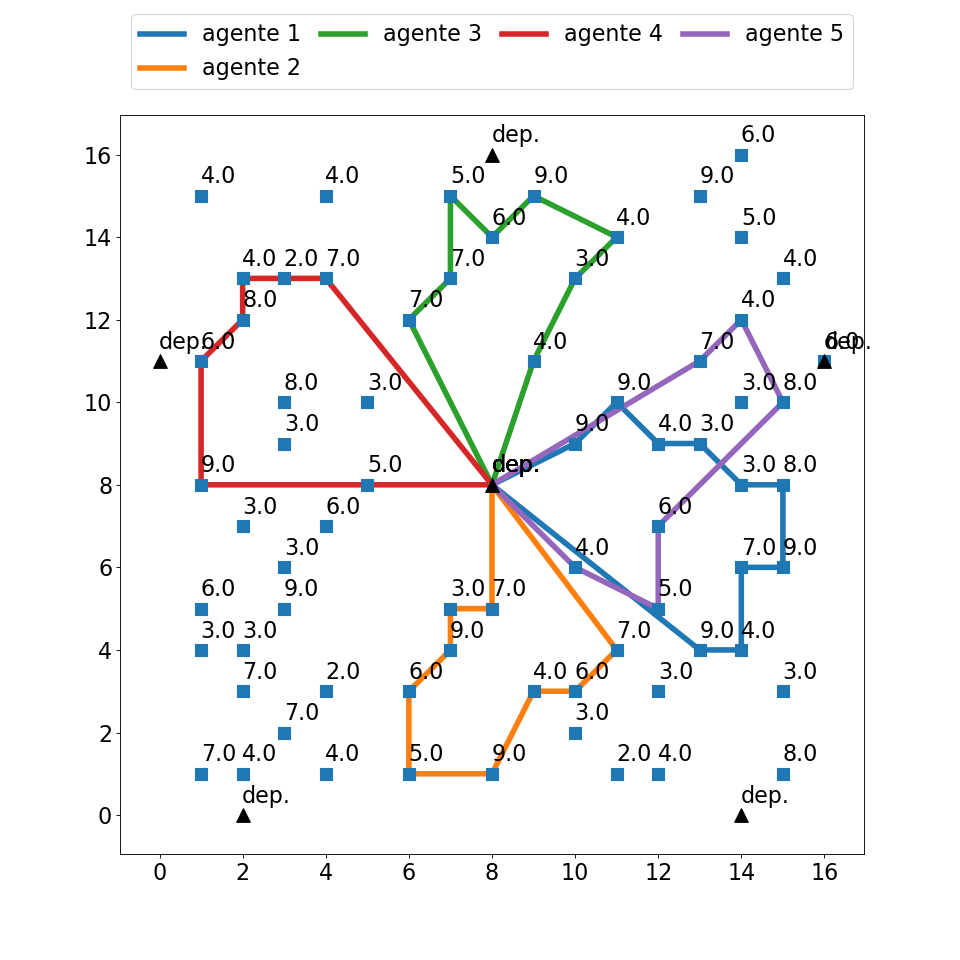 agente 1 agente 3 agente 4 agente 5
agente 2
dep.
6.0
16
4.0 4.0 5.0 9.0 9.0
6.0 4.0 5.0
14
4.0 2.0 7.0 7.0 3.0 4.0
8.0 7.0 4.0
12
dep. 6.0 4.0 7.0 dep.
8.0 3.0 9.0 3.0 8.0
10
3.0 9.0 4.0 3.0
9.0 5.0 dep. 3.0 8.0
8
3.0 6.0 6.0
3.0 4.0 7.0 9.0
6
6.0 9.0 3.0 7.0 5.0
3.0 3.0 9.0 7.0 9.0 4.0
4
7.0 2.0 6.0 4.0 6.0 3.0 3.0
7.0 3.0
2
7.0 4.0 4.0 5.0 9.0 2.0 4.0 8.0
dep. dep.
0
0 2 4 6 8 10 12 14 16